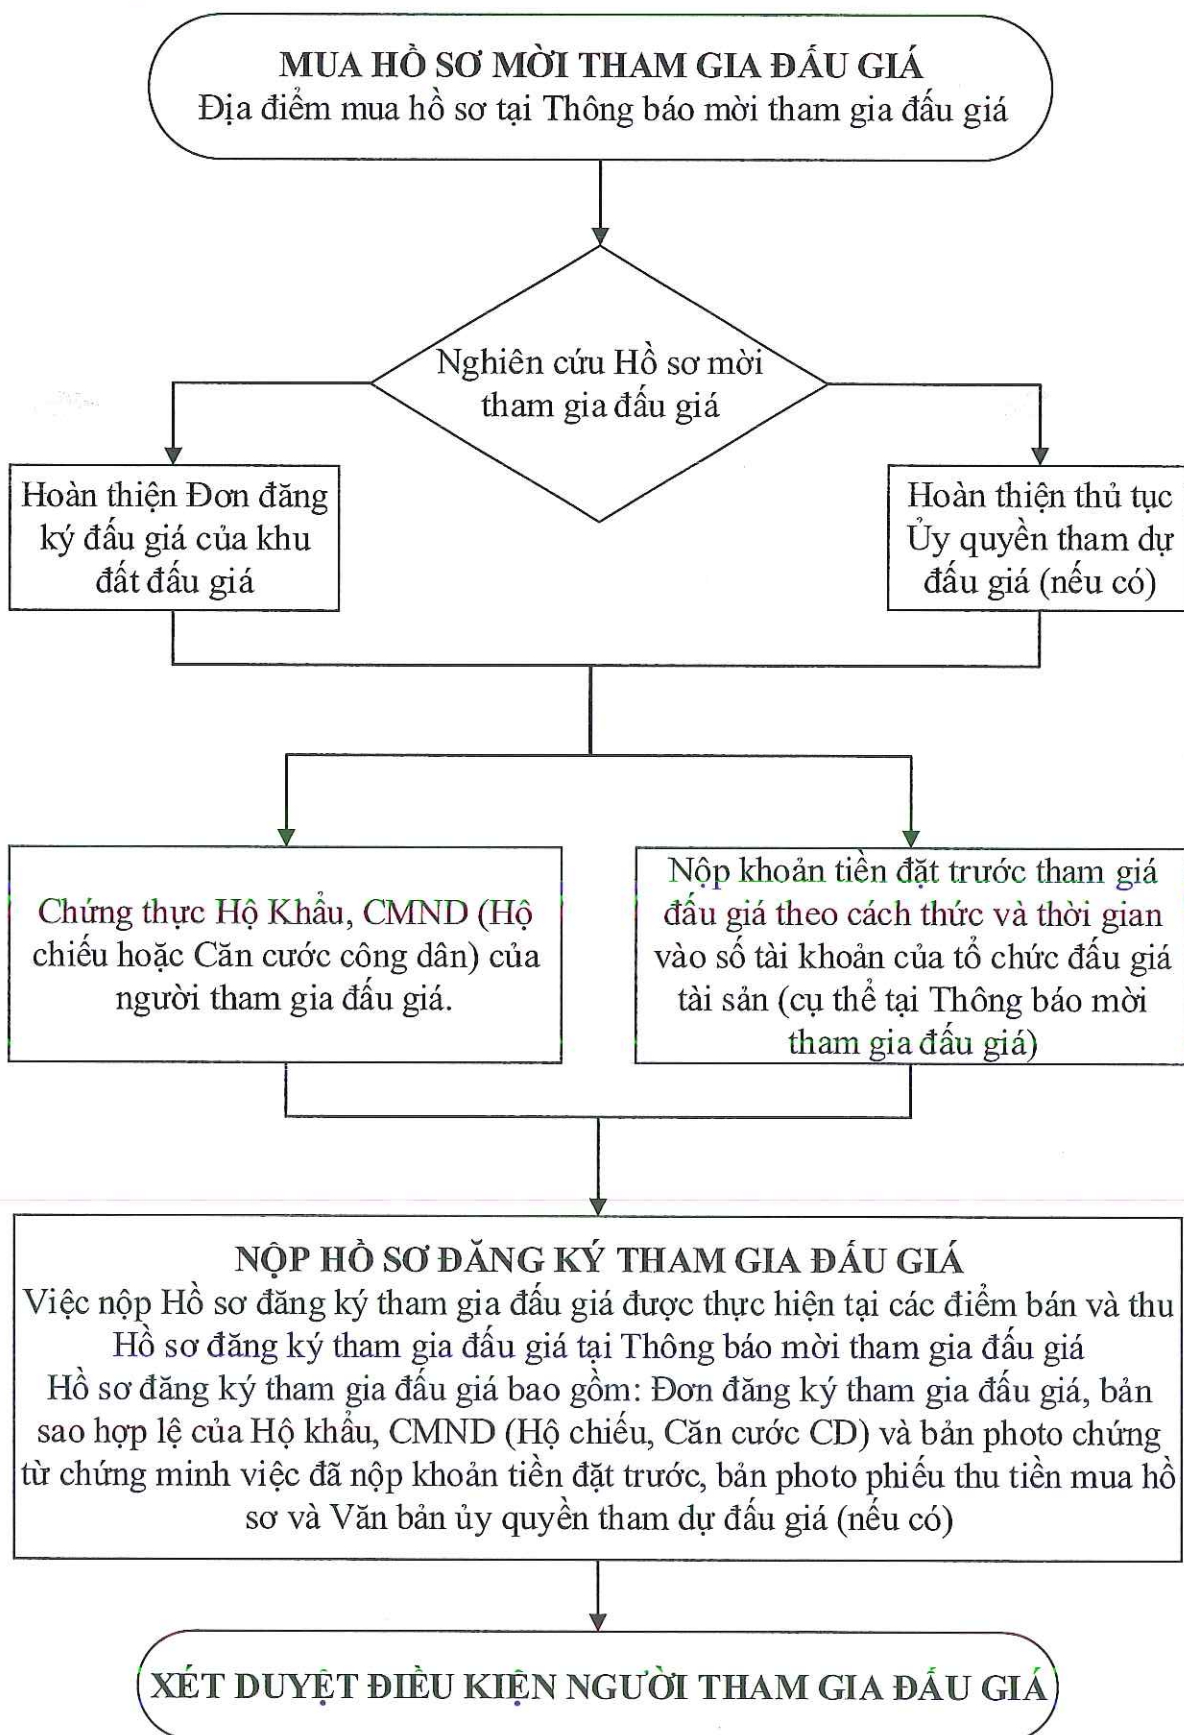 MUA HỒ SƠ MỜI THAM GIA ĐẤU GIÁ
Địa điểm mua hồ sơ tại Thông báo mời tham gia đấu giá
Nghiên cứu Hồ sơ mời
tham gia đấu giá
Hoàn thiện Đơn đăng
ký đấu giá của khu
đất đấu giá
Hoàn thiện thủ tục
Ủy quyền tham dự
đấu giá (nếu có)
Chứng thực Hộ Khẩu, CMND (Hộ
chiếu hoặc Căn cước công dân) của
người tham gia đấu giá.
Nộp khoản tiền đặt trước tham giá
đấu giá theo cách thức và thời gian
vào số tài khoản của tổ chức đấu giá
tài sản (cụ thể tại Thông báo mời
tham gia đấu giá)
NỘP HỒ SƠ ĐĂNG KÝ THAM GIA ĐẤU GIÁ
Việc nộp Hồ sơ đăng ký tham gia đấu giá được thực hiện tại các điểm bán và thu
Hồ sơ đăng ký tham gia đấu giá tại Thông báo mời tham gia đấu giá
Hồ sơ đăng ký tham gia đấu giá bao gồm: Đơn đăng ký tham gia đấu giá, bản
sao hợp lệ của Hộ khẩu, CMND (Hộ chiếu, Căn cước CD) và bản photo chứng
từ chứng minh việc đã nộp khoản tiền đặt trước, bản photo phiếu thu tiền mua hồ
sơ và Văn bản ủy quyền tham dự đấu giá (nếu có)
XÉT DUYỆT ĐIỀU KIỆN NGƯỜI THAM GIA ĐẤU GIÁ